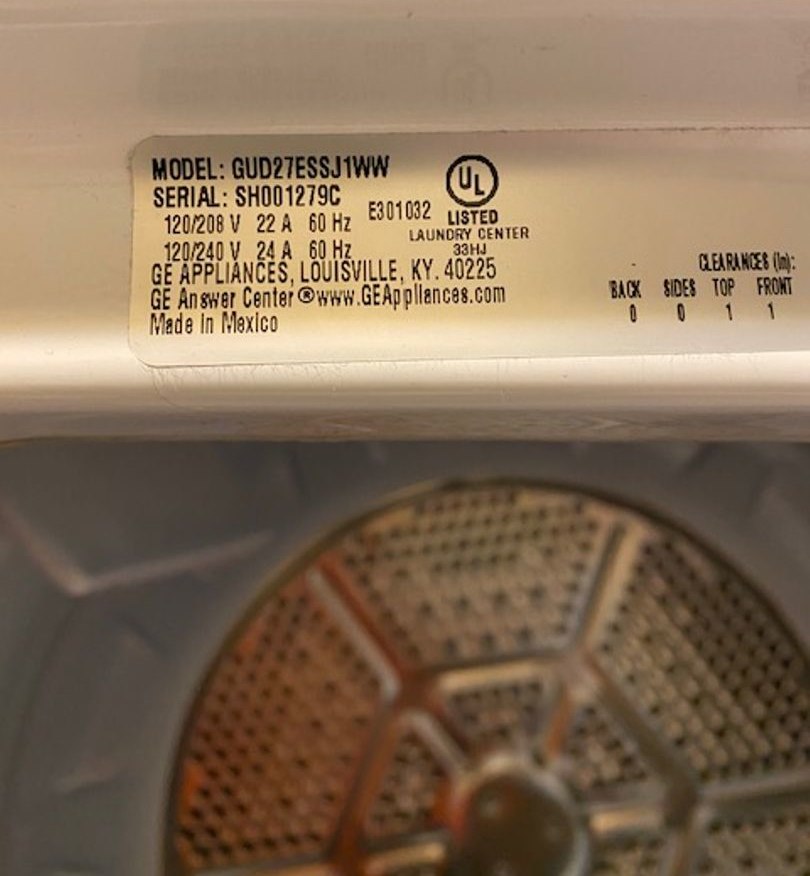 MODEL: GUD27ESSJ1WW
SERIAL: SH001279C
120/208 V 22 A 60 Hz
120/240 V 24 A 60 Hz
E301032
UL
LISTED
LAUNDRY CENTER
33HJ
GE APPLIANCES, LOUISVILLE, KY. 40225
GE Answer Center ® www.GEAppliances.com
Made in Mexico
CLEARANCES (in):
BACK SIDES TOP FRONT
0 0 1 1